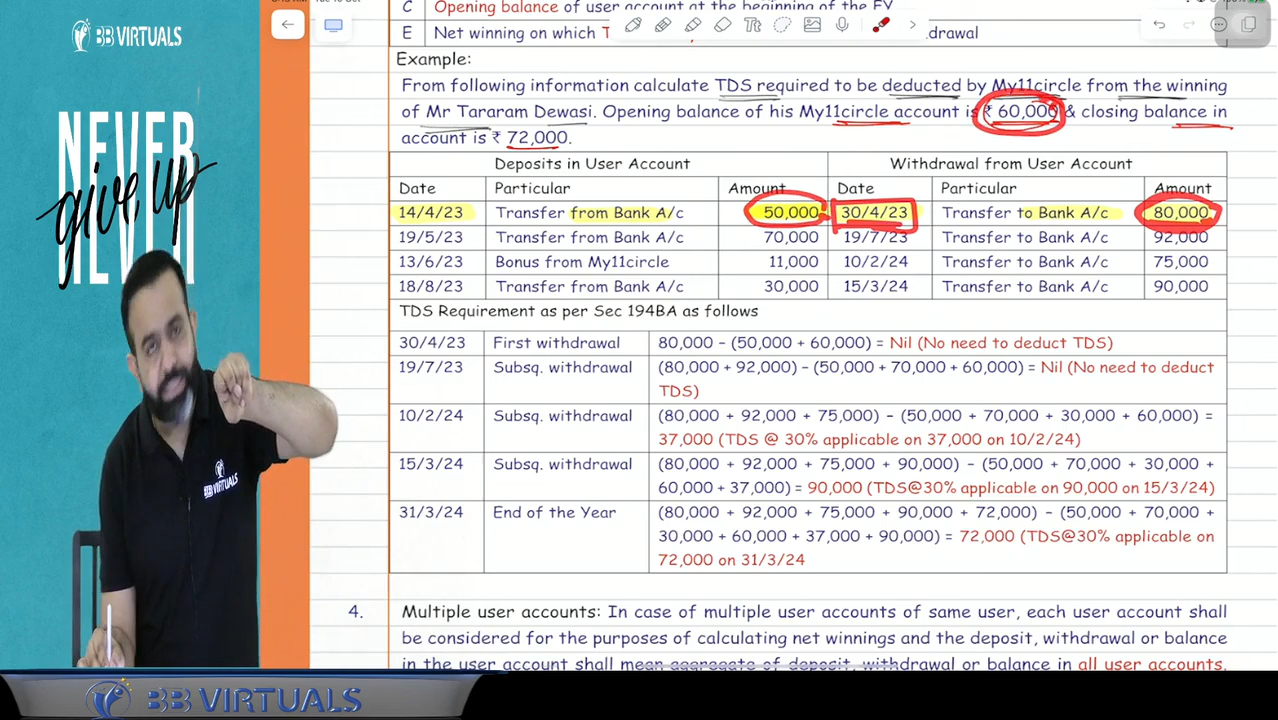 BB VIRTUALS
NEVER
give up
NEVER
BB VIRTUALS
C Opening balance of user account at the beginning of the FY
E Net winning on which
Example:
From following information calculate TDS required to be deducted by My11circle from the winning
of Mr Tararam Dewasi. Opening balance of his My11circle account is ₹ 60,000 & closing balance in
account is ₹ 72,000.
Deposits in User Account Withdrawal from User Account
Date Particular Amount Date Particular Amount
14/4/23 Transfer from Bank A/c 50,000 30/4/23 Transfer to Bank A/c 80,000
19/5/23 Transfer from Bank A/c 70,000 19/7/23 Transfer to Bank A/c 92,000
13/6/23 Bonus from My11circle 11,000 10/2/24 Transfer to Bank A/c 75,000
18/8/23 Transfer from Bank A/c 30,000 15/3/24 Transfer to Bank A/c 90,000
TDS Requirement as per Sec 194BA as follows
30/4/23 First withdrawal 80,000 – (50,000 + 60,000) = Nil (No need to deduct TDS)
19/7/23 Subsq. withdrawal (80,000 + 92,000) – (50,000 + 70,000 + 60,000) = Nil (No need to deduct
TDS)
10/2/24 Subsq. withdrawal (80,000 + 92,000 + 75,000) – (50,000 + 70,000 + 30,000 + 60,000) =
37,000 (TDS @ 30% applicable on 37,000 on 10/2/24)
15/3/24 Subsq. withdrawal (80,000 + 92,000 + 75,000 + 90,000) – (50,000 + 70,000 + 30,000 +
60,000 + 37,000) = 90,000 (TDS@30% applicable on 90,000 on 15/3/24)
31/3/24 End of the Year (80,000 + 92,000 + 75,000 + 90,000 + 72,000) – (50,000 + 70,000 +
30,000 + 60,000 + 37,000 + 90,000) = 72,000 (TDS@30% applicable on
72,000 on 31/3/24
4. Multiple user accounts: In case of multiple user accounts of same user, each user account shall
be considered for the purposes of calculating net winnings and the deposit, withdrawal or balance
in the user account shall mean aggregate of deposit, withdrawal or balance in all user accounts.
BB VIRTUALS